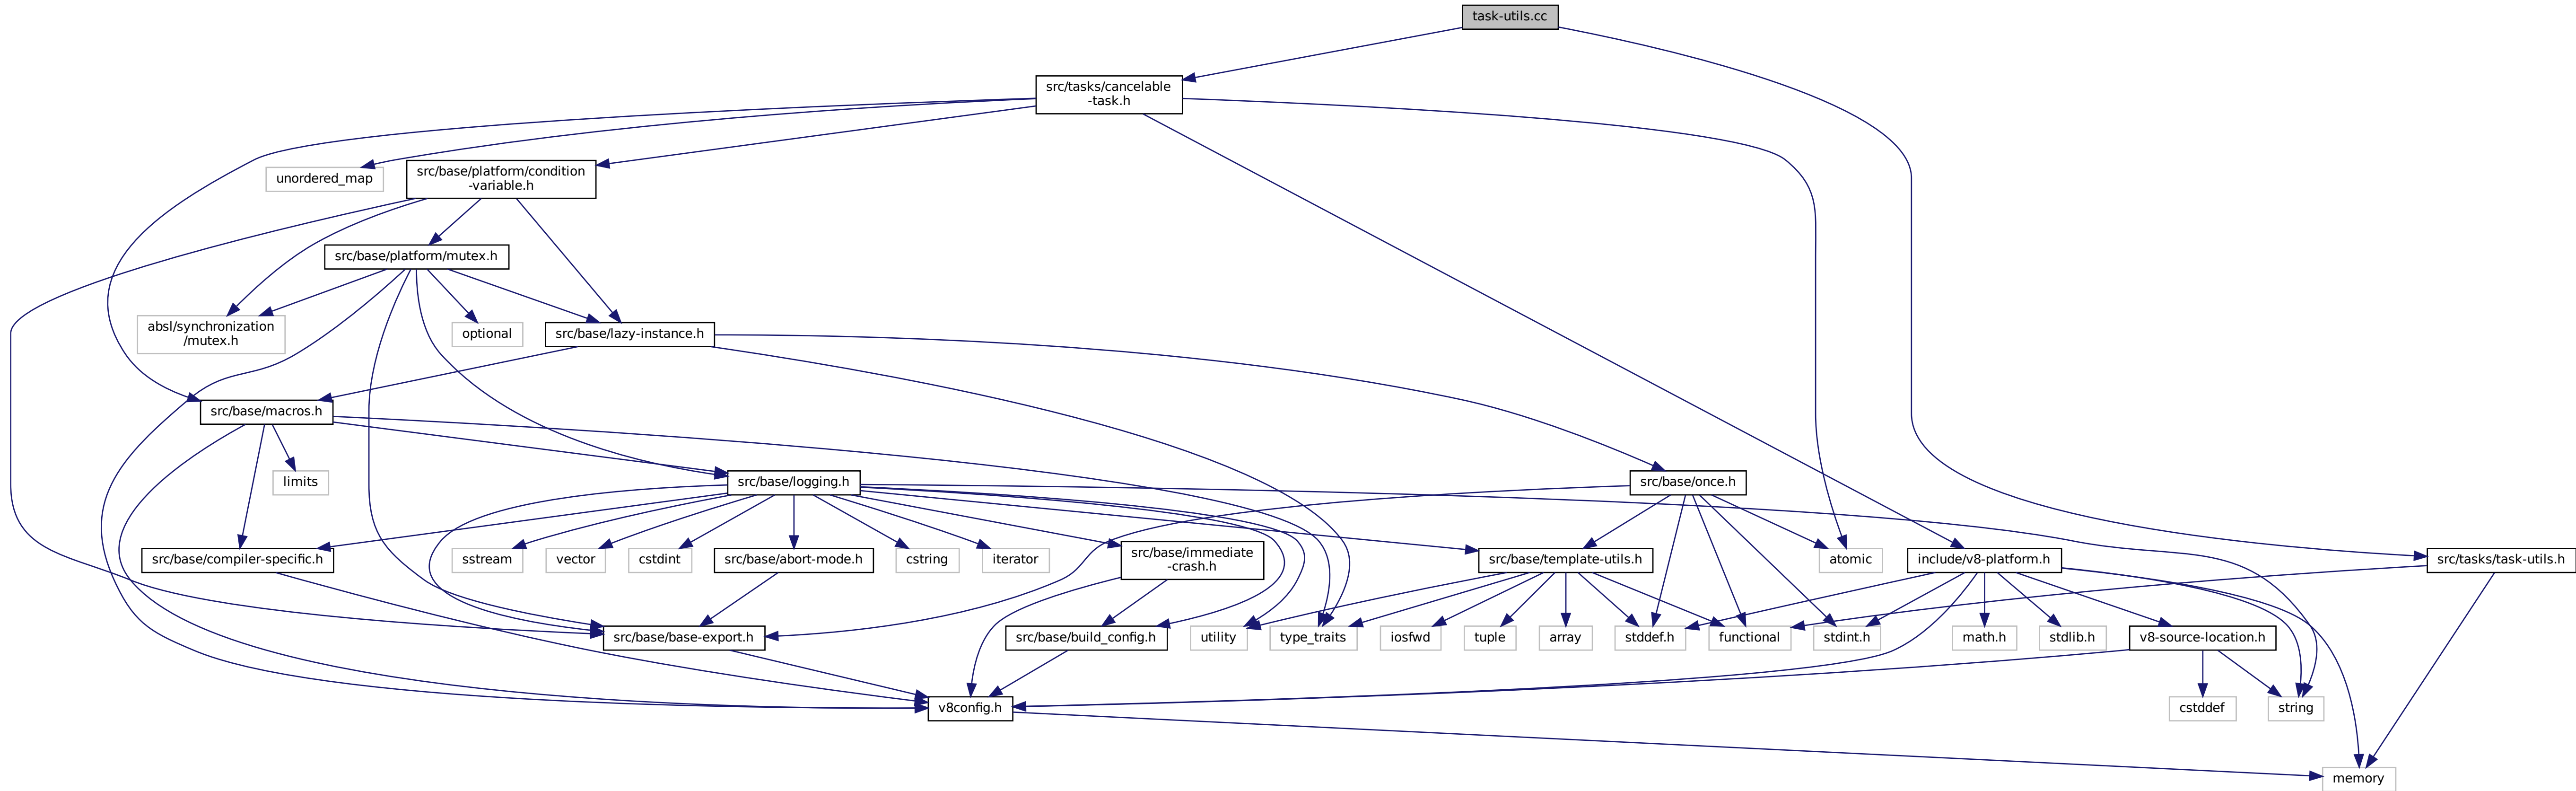 task-utils.cc
src/tasks/cancelable
-task.h
unordered_map
src/base/platform/condition
-variable.h
src/base/platform/mutex.h
absl/synchronization
/mutex.h
optional
src/base/lazy-instance.h
src/base/macros.h
limits
src/base/logging.h
src/base/once.h
src/base/compiler-specific.h
sstream
vector
cstdint
src/base/abort-mode.h
cstring
iterator
src/base/immediate
-crash.h
src/base/template-utils.h
atomic
include/v8-platform.h
src/tasks/task-utils.h
src/base/base-export.h
src/base/build_config.h
utility
type_traits
iosfwd
tuple
array
stddef.h
functional
stdint.h
math.h
stdlib.h
v8-source-location.h
v8config.h
cstddef
string
memory